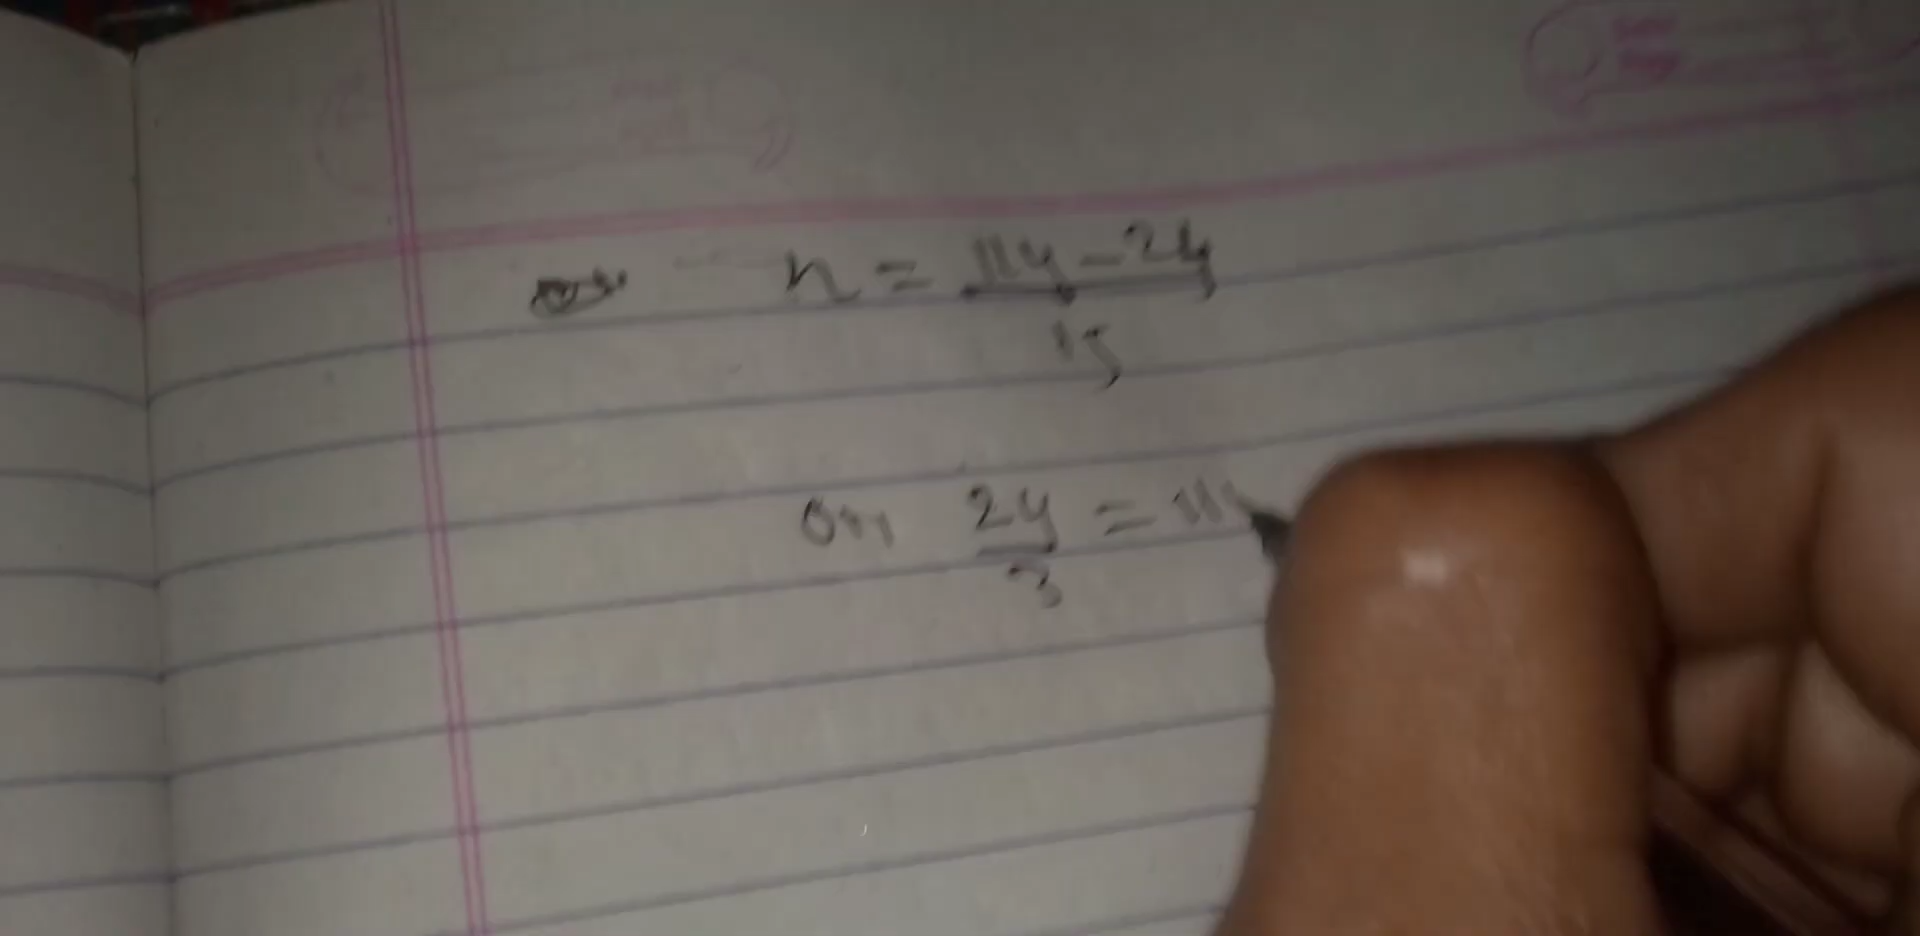 n = 11y - 24
15
or, 2y = 11
3